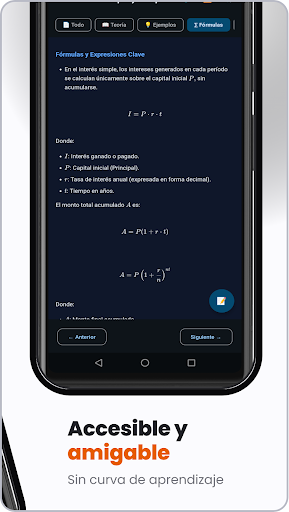 Todo
Teoría
Ejemplos
Fórmulas
Fórmulas y Expresiones Clave
• En el interés simple, los intereses generados en cada período
se calculan únicamente sobre el capital inicial P, sin
acumularse.
I = P · r · t
Donde:
• I: Interés ganado o pagado.
• P: Capital inicial (Principal).
• r: Tasa de interés anual (expresada en forma decimal).
• t: Tiempo en años.
El monto total acumulado A es:
A = P(1 + r · t)
A = P (1 + r/n)^nt
Donde:
• A: Monto final acumulado
← Anterior
Siguiente →
Accesible y
amigable
Sin curva de aprendizaje